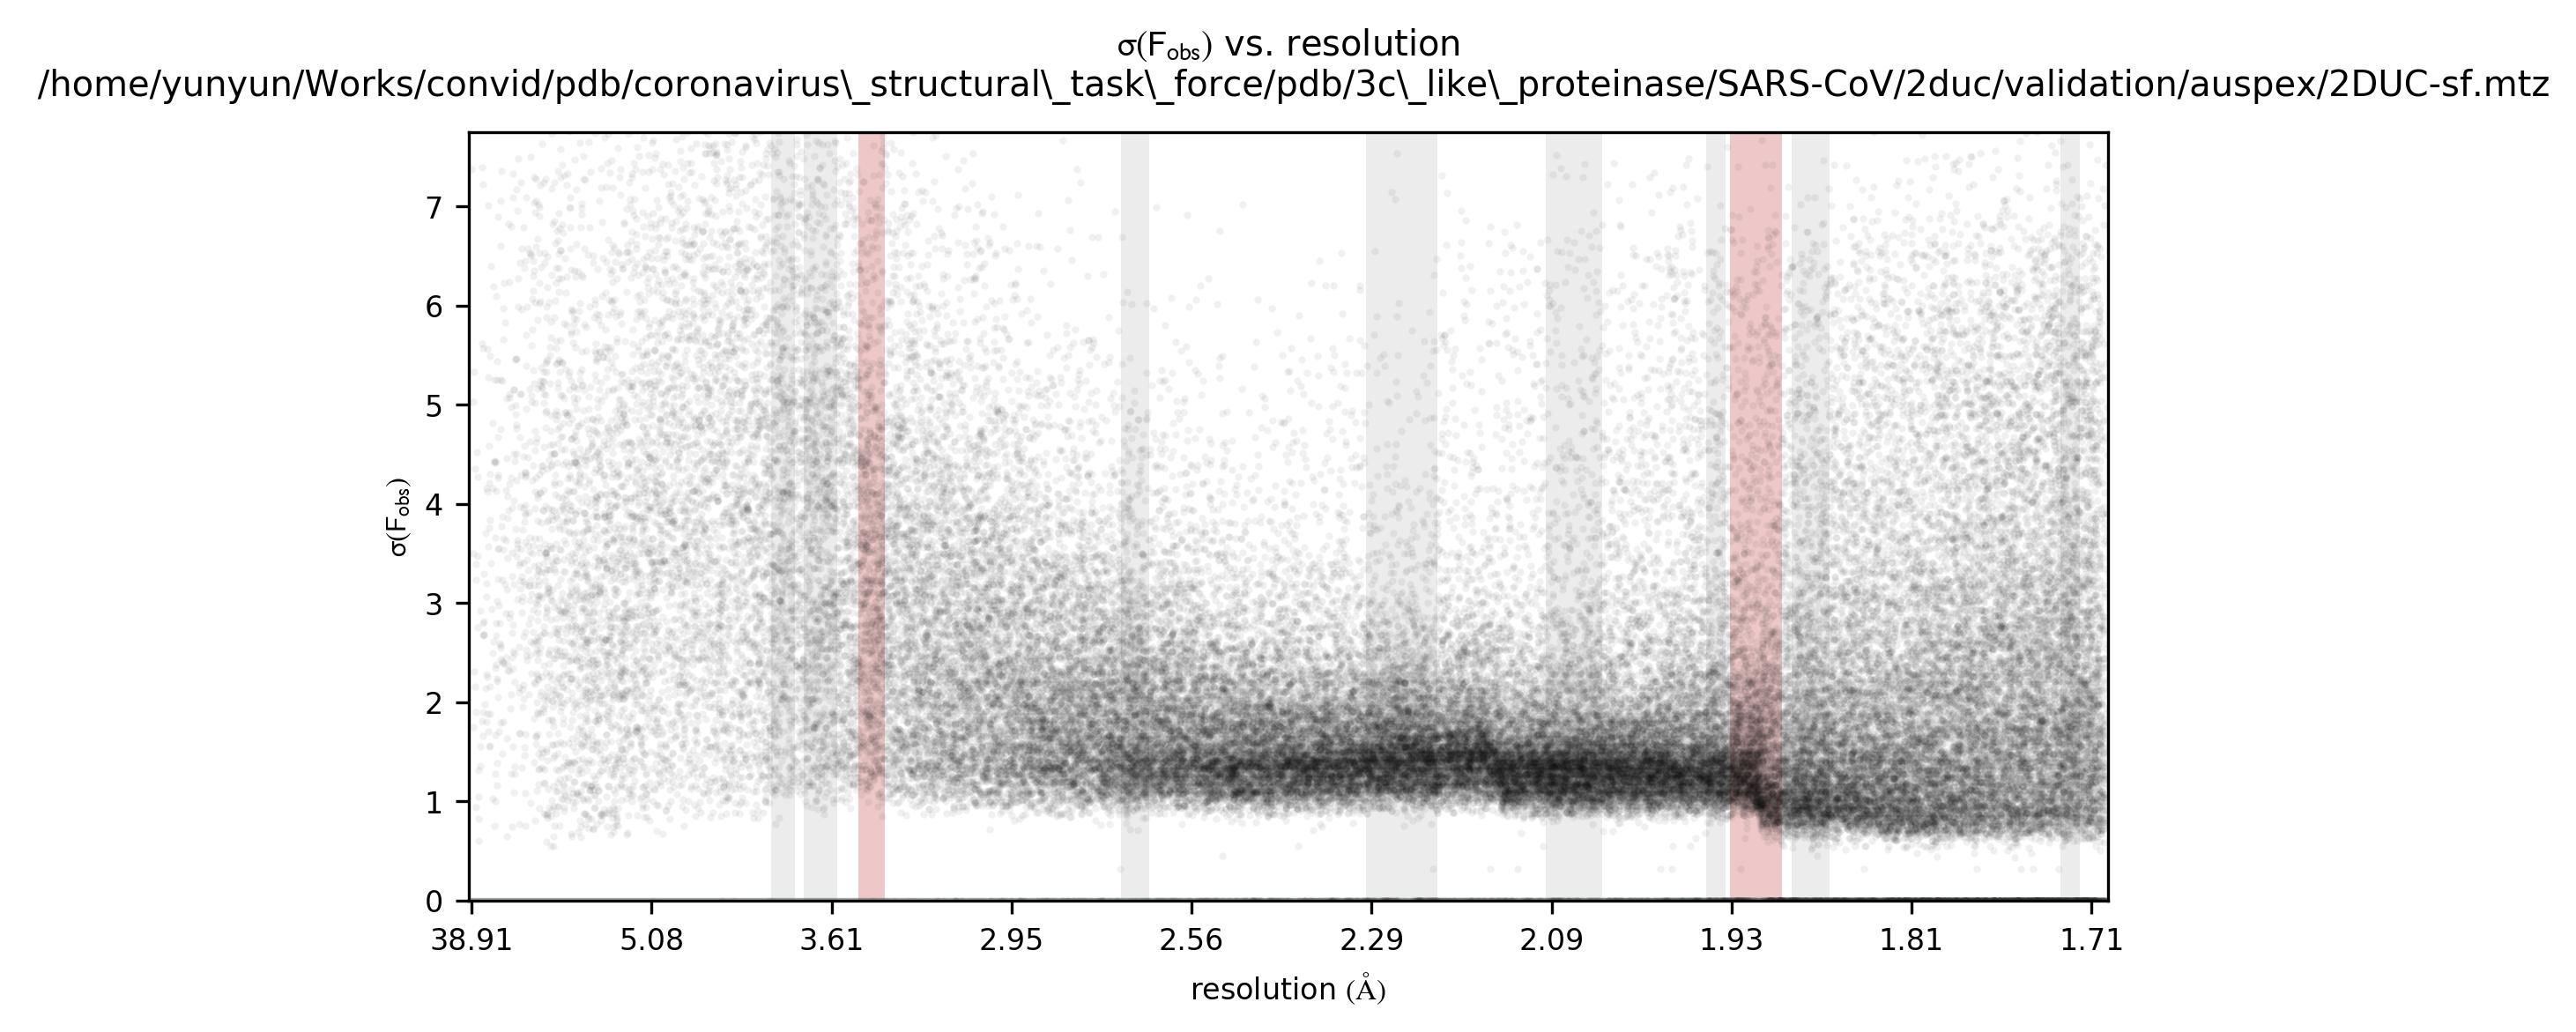 σ(Fobs) vs. resolution
/home/yunyun/Works/convid/pdb/coronavirus\_structural\_task\_force/pdb/3c\_like\_proteinase/SARS-CoV/2duc/validation/auspex/2DUC-sf.mtz
σ(Fobs)
7
6
5
4
3
2
1
0
38.91 5.08 3.61 2.95 2.56 2.29 2.09 1.93 1.81 1.71
resolution (Å)